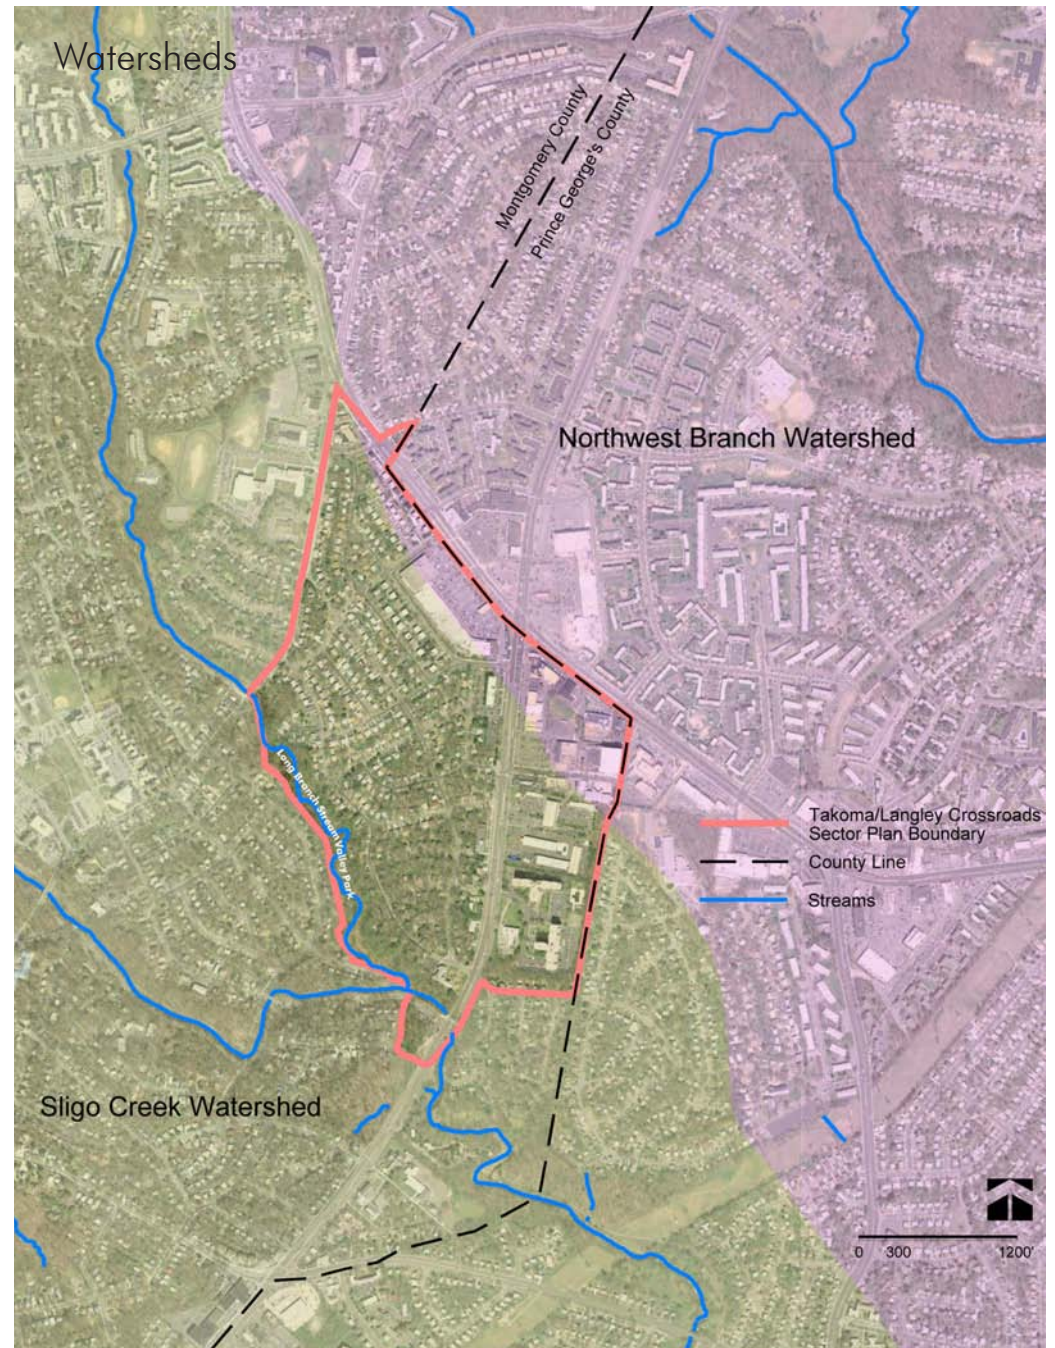 Watersheds
Montgomery County
Prince George's County
Northwest Branch Watershed
Long Branch Stream Valley Park
Takoma/Langley Crossroads
Sector Plan Boundary
County Line
Streams
Sligo Creek Watershed
0 300 1200'